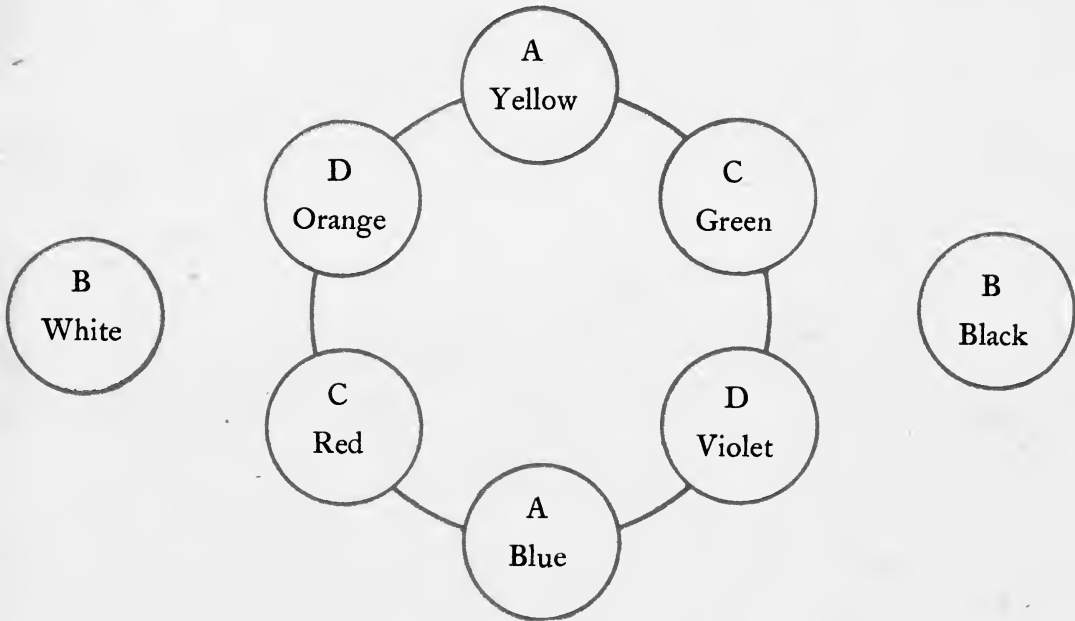 A
Yellow
D
Orange
C
Green
B
White
B
Black
C
Red
D
Violet
A
Blue